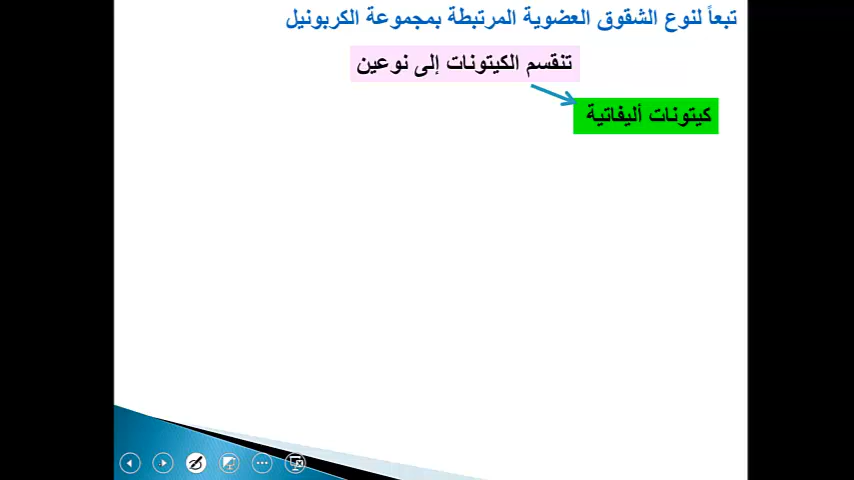 تبعاً لنوع الشقوق العضوية المرتبطة بمجموعة الكربونيل
تنقسم الكيتونات إلى نوعين
كيتونات أليفاتية